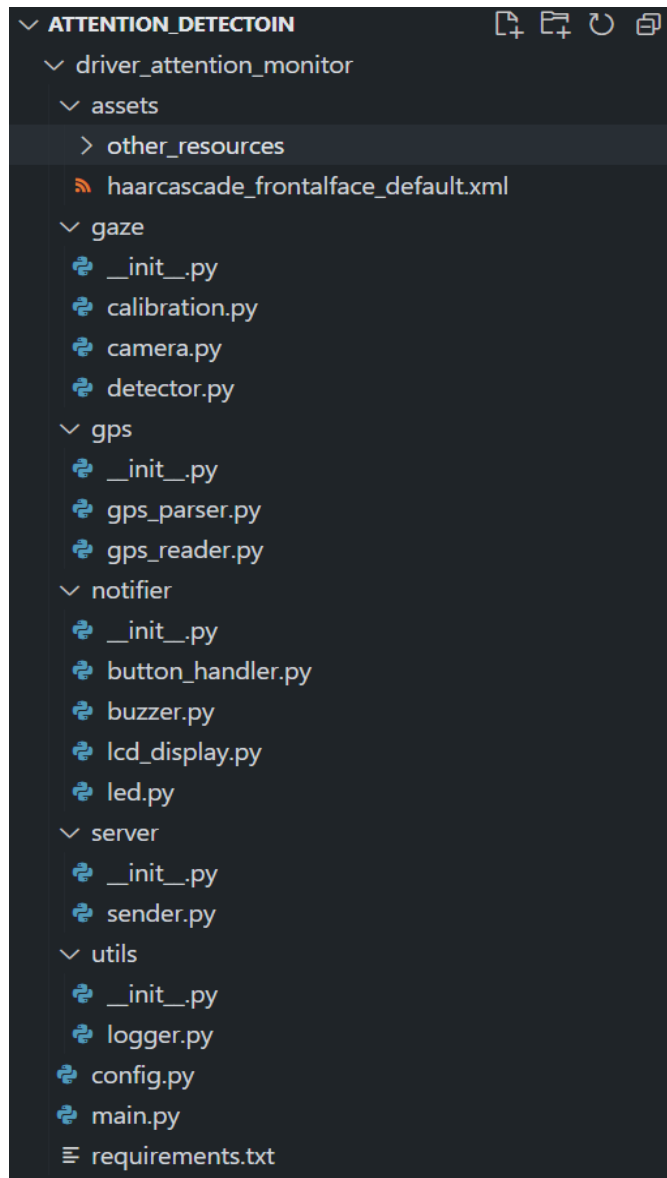 ATTENTION_DETECTOIN
driver_attention_monitor
assets
other_resources
haarcascade_frontalface_default.xml
gaze
__init__.py
calibration.py
camera.py
detector.py
gps
__init__.py
gps_parser.py
gps_reader.py
notifier
__init__.py
button_handler.py
buzzer.py
lcd_display.py
led.py
server
__init__.py
sender.py
utils
__init__.py
logger.py
config.py
main.py
requirements.txt